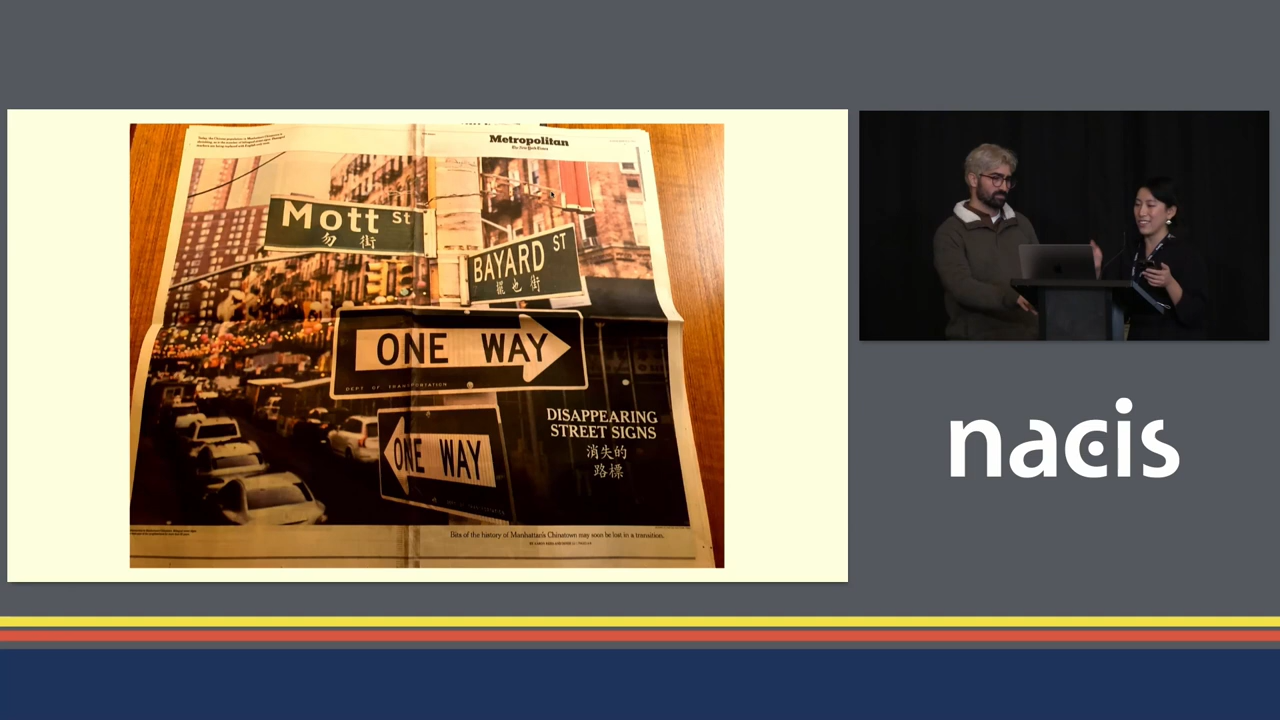 Metropolitan
The New York Times
Mott St
勿街
BAYARD ST
擺也街
ONE WAY
DEPT OF TRANSPORTATION
ONE WAY
DISAPPEARING
STREET SIGNS
消失的
路標
Bits of the history of Manhattan's Chinatown may soon be lost in a transition.
nacis